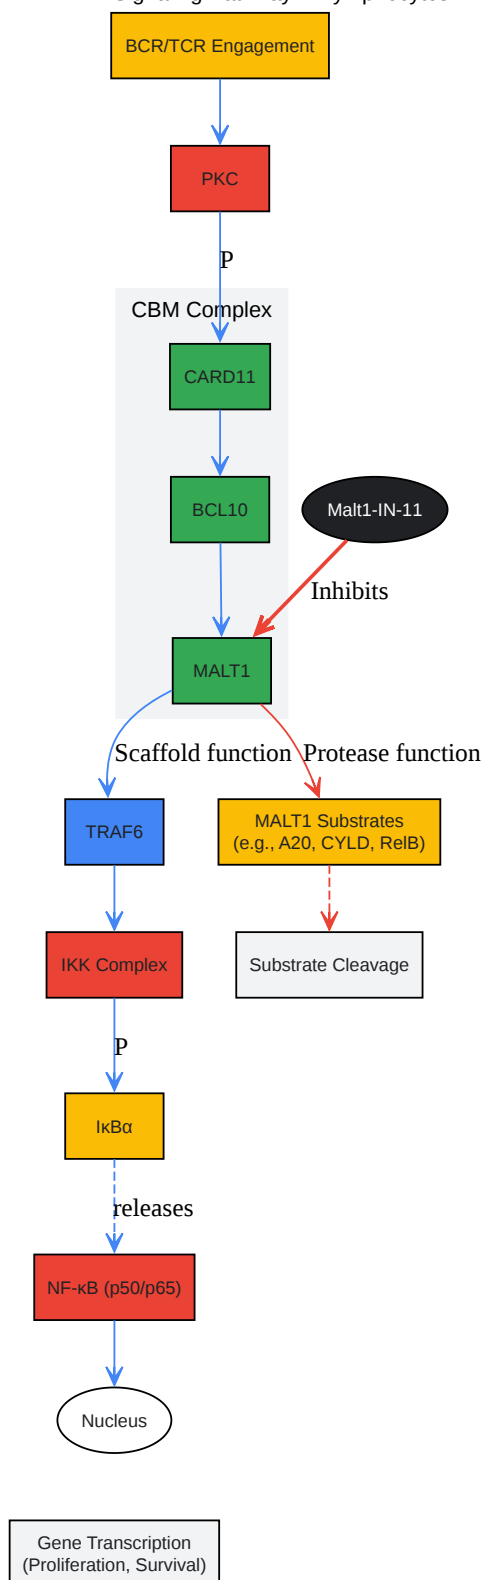 BCR/TCR Engagement
PKC
P
CBM Complex
CARD11
BCL10
Malt1-IN-11
Inhibits
MALT1
Scaffold function
Protease function
TRAF6
MALT1 Substrates
(e.g., A20, CYLD, RelB)
IKK Complex
Substrate Cleavage
P
IκBα
releases
NF-κB (p50/p65)
Nucleus
Gene Transcription
(Proliferation, Survival)